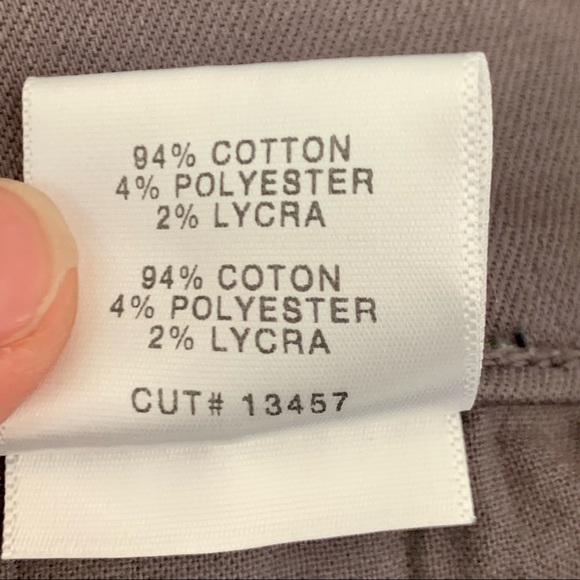 94% COTTON
4% POLYESTER
2% LYCRA
94% COTON
4% POLYESTER
2% LYCRA
CUT# 13457